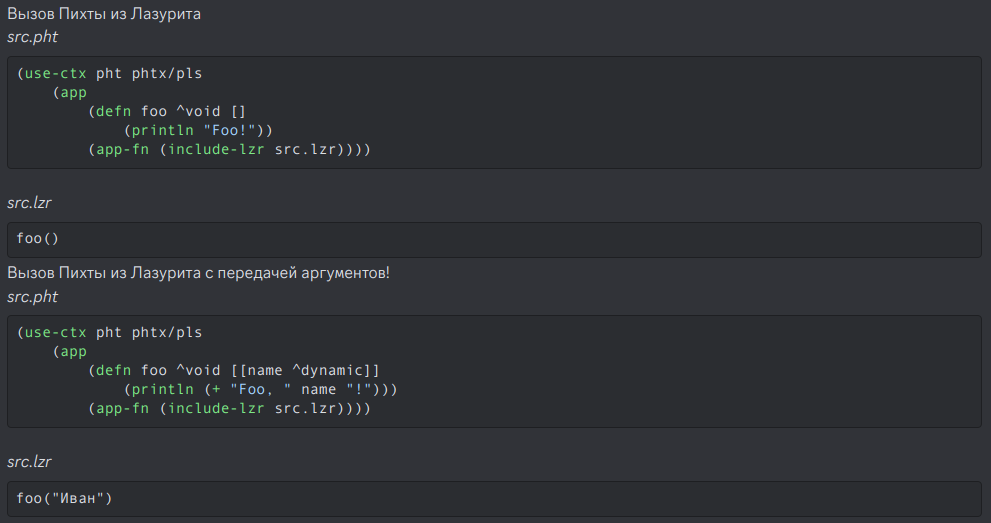 Вызов Пихты из Лазурита
src.pht
(use-ctx pht phtx/pls
    (app
        (defn foo ^void []
            (println "Foo!"))
        (app-fn (include-lzr src.lzr))))
src.lzr
foo()
Вызов Пихты из Лазурита с передачей аргументов!
src.pht
(use-ctx pht phtx/pls
    (app
        (defn foo ^void [[name ^dynamic]]
            (println (+ "Foo, " name "!")))
        (app-fn (include-lzr src.lzr))))
src.lzr
foo("Иван")